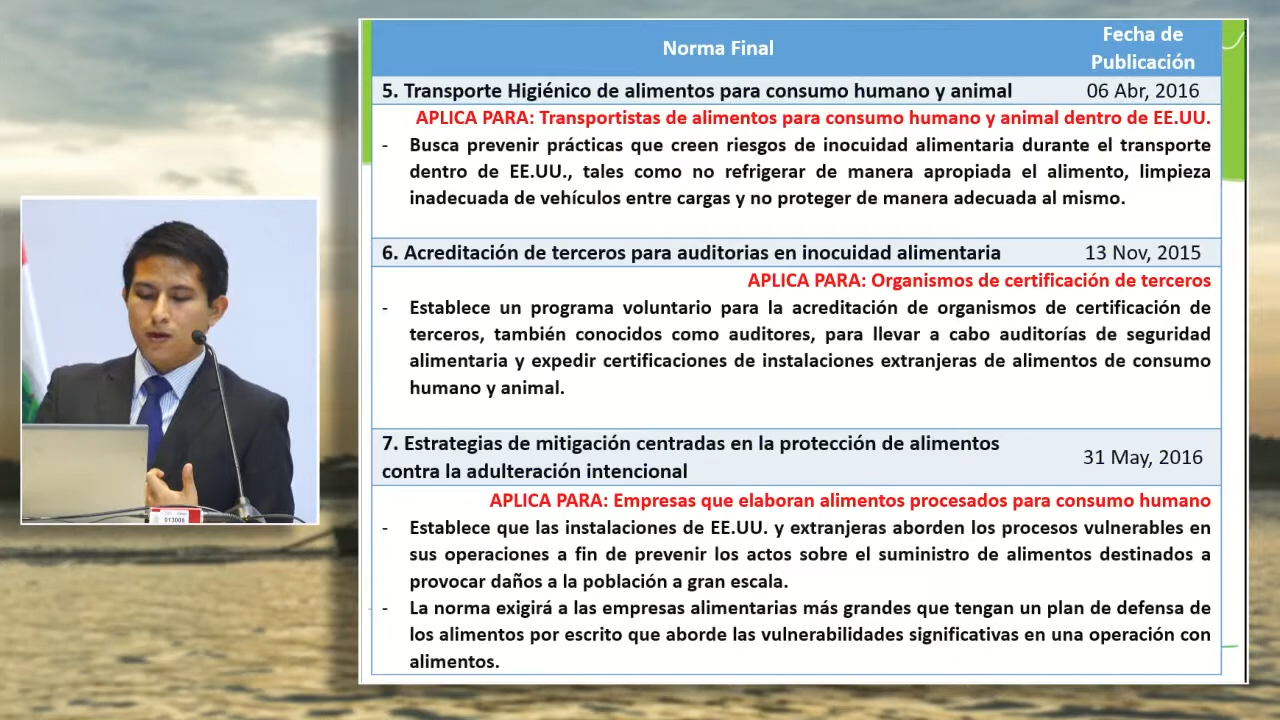 Norma Final
Fecha de
Publicación
5. Transporte Higiénico de alimentos para consumo humano y animal
06 Abr, 2016
APLICA PARA: Transportistas de alimentos para consumo humano y animal dentro de EE.UU.
- Busca prevenir prácticas que creen riesgos de inocuidad alimentaria durante el transporte
dentro de EE.UU., tales como no refrigerar de manera apropiada el alimento, limpieza
inadecuada de vehículos entre cargas y no proteger de manera adecuada al mismo.
6. Acreditación de terceros para auditorias en inocuidad alimentaria
13 Nov, 2015
APLICA PARA: Organismos de certificación de terceros
- Establece un programa voluntario para la acreditación de organismos de certificación de
terceros, también conocidos como auditores, para llevar a cabo auditorías de seguridad
alimentaria y expedir certificaciones de instalaciones extranjeras de alimentos de consumo
humano y animal.
7. Estrategias de mitigación centradas en la protección de alimentos
contra la adulteración intencional
31 May, 2016
APLICA PARA: Empresas que elaboran alimentos procesados para consumo humano
- Establece que las instalaciones de EE.UU. y extranjeras aborden los procesos vulnerables en
sus operaciones a fin de prevenir los actos sobre el suministro de alimentos destinados a
provocar daños a la población a gran escala.
- La norma exigirá a las empresas alimentarias más grandes que tengan un plan de defensa de
los alimentos por escrito que aborde las vulnerabilidades significativas en una operación con
alimentos.
013006